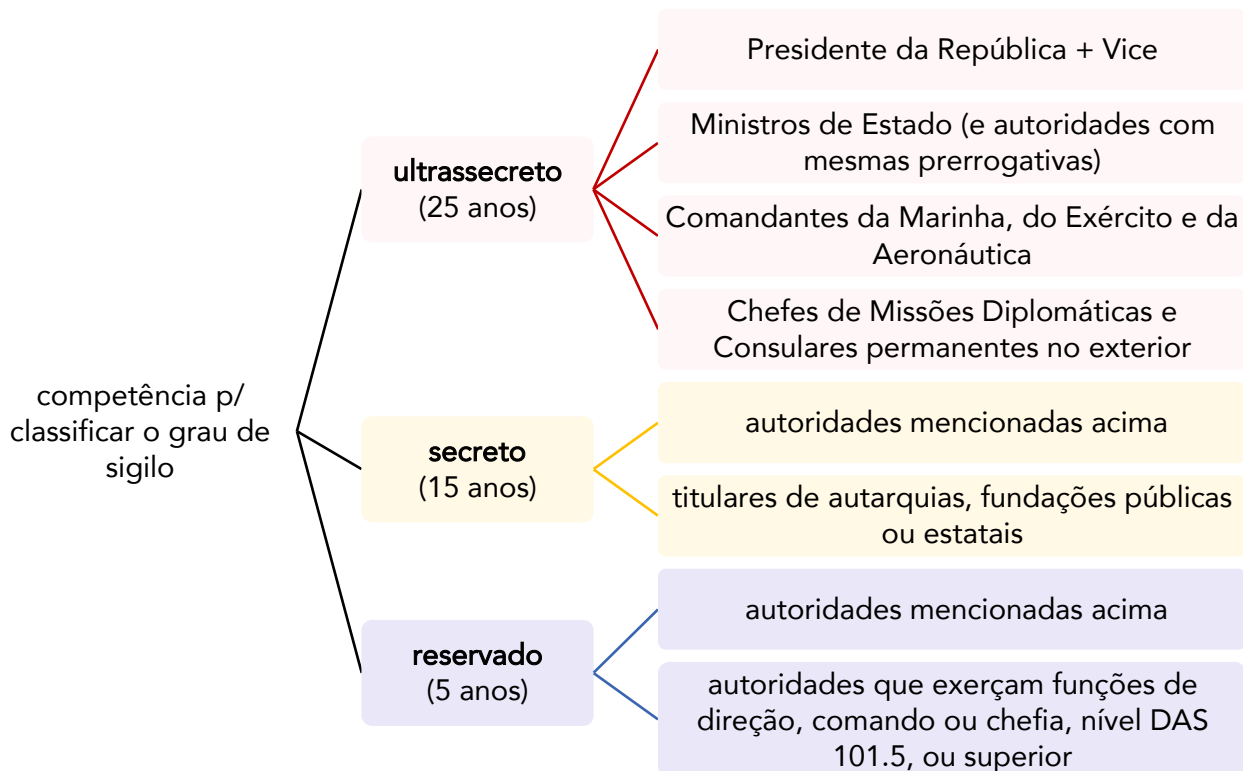 competência p/
classificar o grau de
sigilo
ultrassecreto
(25 anos)
Presidente da República + Vice
Ministros de Estado (e autoridades com
mesmas prerrogativas)
Comandantes da Marinha, do Exército e da
Aeronáutica
Chefes de Missões Diplomáticas e
Consulares permanentes no exterior
secreto
(15 anos)
autoridades mencionadas acima
titulares de autarquias, fundações públicas
ou estatais
reservado
(5 anos)
autoridades mencionadas acima
autoridades que exerçam funções de
direção, comando ou chefia, nível DAS
101.5, ou superior